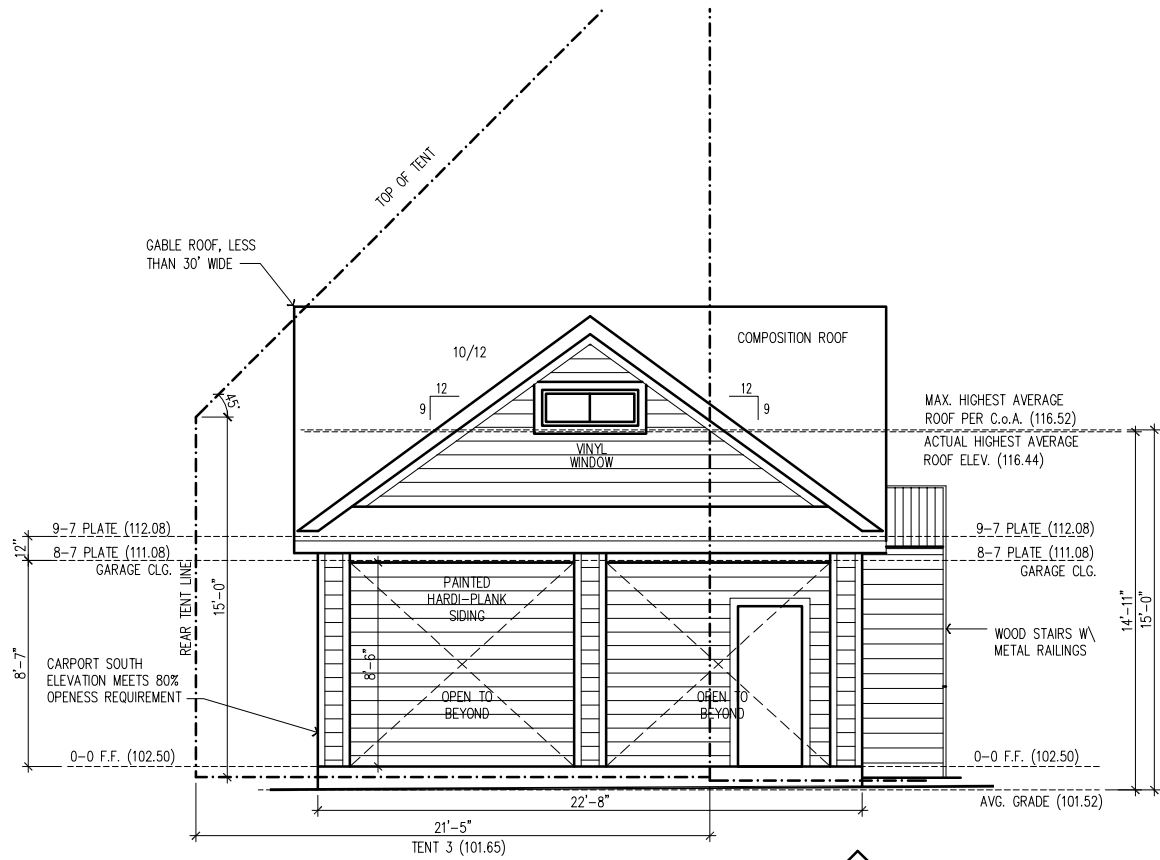 TOP OF TENT
GABLE ROOF, LESS
THAN 30' WIDE
COMPOSITION ROOF
10/12
12
9
12
9
45°
MAX. HIGHEST AVERAGE
ROOF PER C.o.A. (116.52)
ACTUAL HIGHEST AVERAGE
ROOF ELEV. (116.44)
VINYL
WINDOW
9-7 PLATE (112.08)
9-7 PLATE (112.08)
12"
8-7 PLATE (111.08)
GARAGE CLG.
8-7 PLATE (111.08)
GARAGE CLG.
REAR TENT LINE
15'-0"
PAINTED
HARDI-PLANK
SIDING
14'-11"
15'-0"
WOOD STAIRS W\
METAL RAILINGS
8'-7"
CARPORT SOUTH
ELEVATION MEETS 80%
OPENESS REQUIREMENT
8'-6"
OPEN TO
BEYOND
OPEN TO
BEYOND
0-0 F.F. (102.50)
0-0 F.F. (102.50)
AVG. GRADE (101.52)
22'-8"
21'-5"
TENT 3 (101.65)